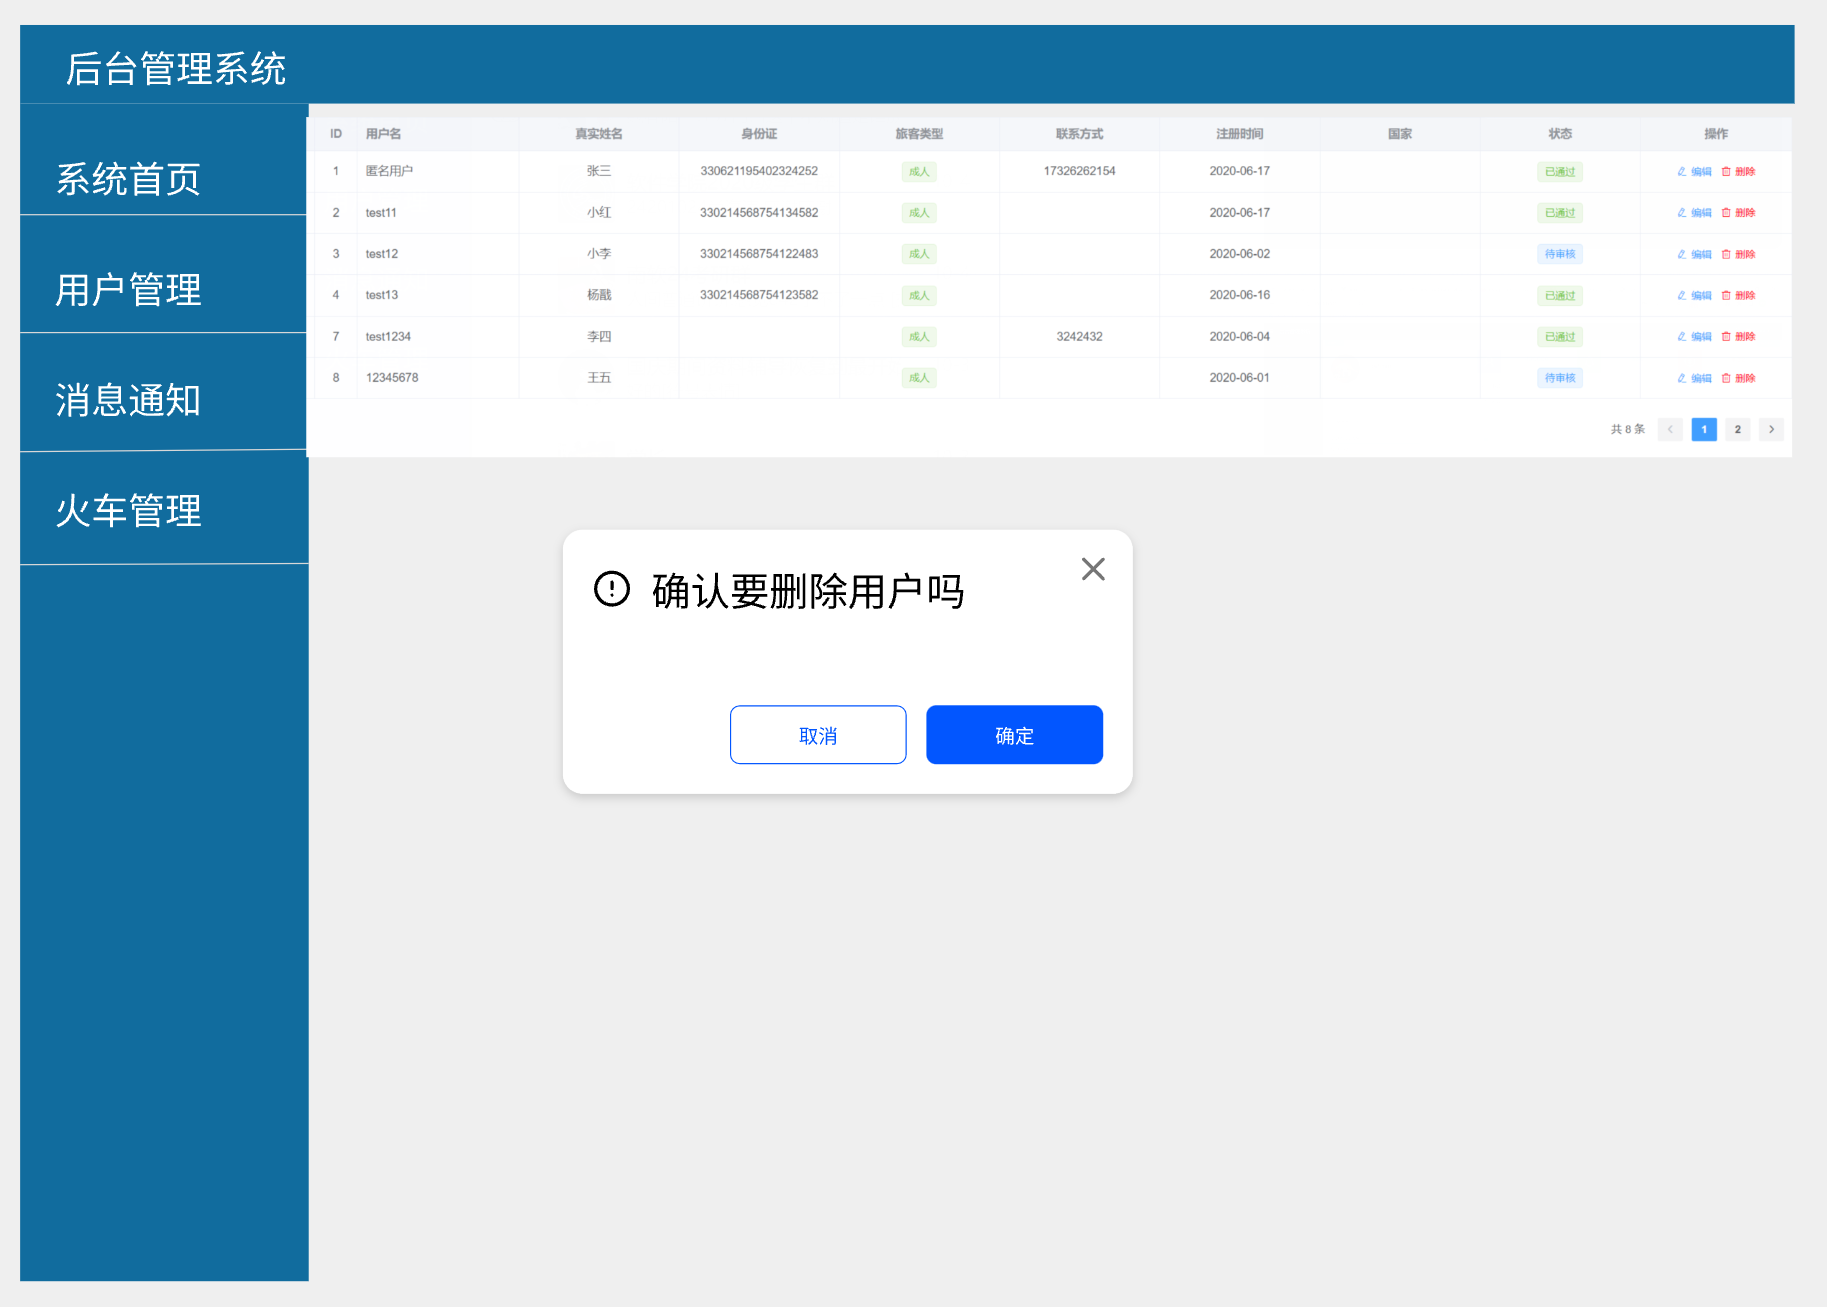 后台管理系统
系统首页
用户管理
消息通知
火车管理
ID 用户名 真实姓名 身份证 旅客类型 联系方式 注册时间 国家 状态 操作
1 匿名用户 张三 330621195402324252 成人 17326262154 2020-06-17 已通过 编辑 删除
2 test11 小红 330214568754134582 成人 2020-06-17 已通过 编辑 删除
3 test12 小李 330214568754122483 成人 2020-06-02 待审核 编辑 删除
4 test13 杨戬 330214568754123582 成人 2020-06-16 已通过 编辑 删除
7 test1234 李四 成人 3242432 2020-06-04 已通过 编辑 删除
8 12345678 王五 成人 2020-06-01 待审核 编辑 删除
共 8 条 1 2
确认要删除用户吗
取消 确定